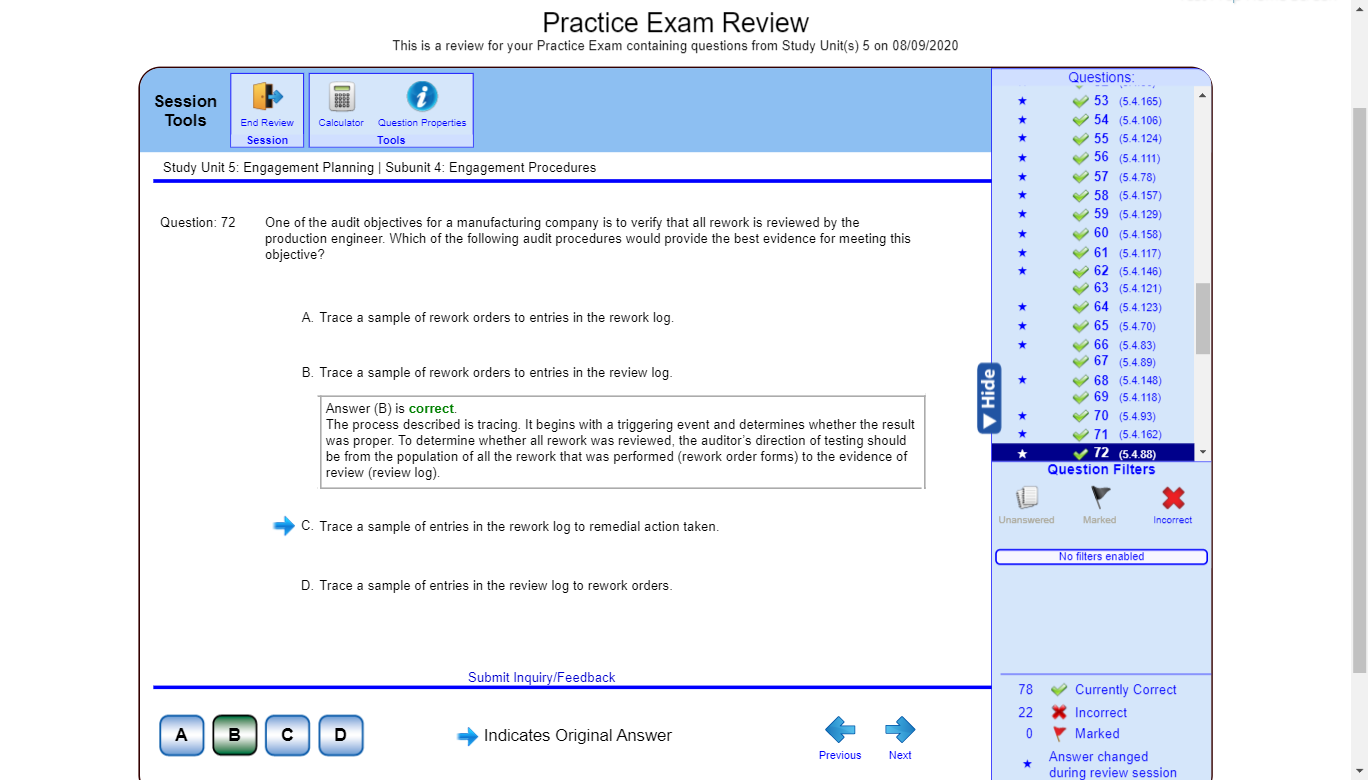 Practice Exam Review
This is a review for your Practice Exam containing questions from Study Unit(s) 5 on 08/09/2020
Session
Tools
End Review
Session
Calculator
Question Properties
Tools
Study Unit 5: Engagement Planning | Subunit 4: Engagement Procedures
Question: 72
One of the audit objectives for a manufacturing company is to verify that all rework is reviewed by the
production engineer. Which of the following audit procedures would provide the best evidence for meeting this
objective?
A. Trace a sample of rework orders to entries in the rework log.
B. Trace a sample of rework orders to entries in the review log.
Answer (B) is correct.
The process described is tracing. It begins with a triggering event and determines whether the result
was proper. To determine whether all rework was reviewed, the auditor's direction of testing should
be from the population of all the rework that was performed (rework order forms) to the evidence of
review (review log).
C. Trace a sample of entries in the rework log to remedial action taken.
D. Trace a sample of entries in the review log to rework orders.
Submit Inquiry/Feedback
A B C D
Indicates Original Answer
Previous
Next
Questions:
53 (5.4.165)
54 (5.4.106)
55 (5.4.124)
56 (5.4.111)
57 (5.4.78)
58 (5.4.157)
59 (5.4.129)
60 (5.4.158)
61 (5.4.117)
62 (5.4.146)
63 (5.4.121)
64 (5.4.123)
65 (5.4.70)
66 (5.4.83)
67 (5.4.89)
68 (5.4.148)
69 (5.4.118)
70 (5.4.93)
71 (5.4.162)
72 (5.4.88)
Hide
Question Filters
Unanswered
Marked
Incorrect
No filters enabled
78 Currently Correct
22 Incorrect
0 Marked
Answer changed
during review session